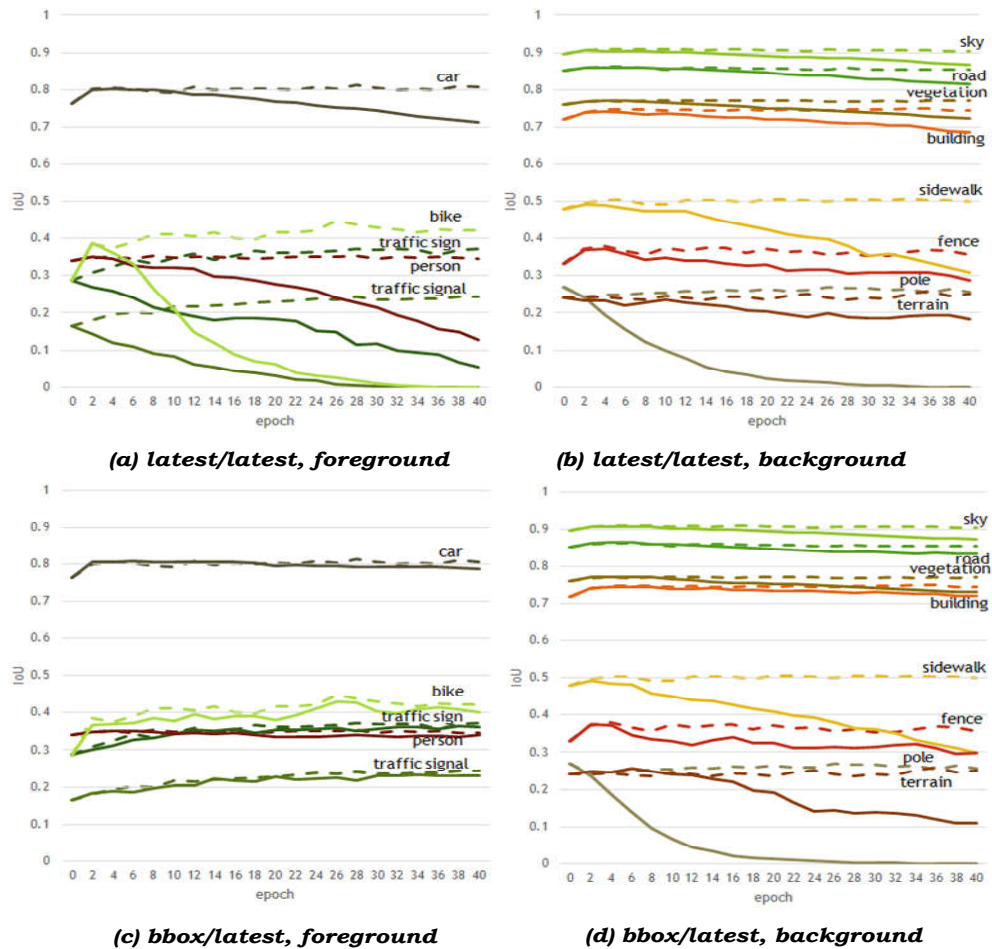 1
0.9
0.8
0.7
0.6
0.5
0.4
0.3
0.2
0.1
0
IoU
car
bike
traffic sign
person
traffic signal
0 2 4 6 8 10 12 14 16 18 20 22 24 26 28 30 32 34 36 38 40
epoch
(a) latest/latest, foreground
1
0.9
0.8
0.7
0.6
0.5
0.4
0.3
0.2
0.1
0
IoU
sky
road
vegetation
building
sidewalk
fence
pole
terrain
0 2 4 6 8 10 12 14 16 18 20 22 24 26 28 30 32 34 36 38 40
epoch
(b) latest/latest, background
1
0.9
0.8
0.7
0.6
0.5
0.4
0.3
0.2
0.1
0
IoU
car
bike
traffic sign
person
traffic signal
0 2 4 6 8 10 12 14 16 18 20 22 24 26 28 30 32 34 36 38 40
epoch
(c) bbox/latest, foreground
1
0.9
0.8
0.7
0.6
0.5
0.4
0.3
0.2
0.1
0
IoU
sky
road
vegetation
building
sidewalk
fence
pole
terrain
0 2 4 6 8 10 12 14 16 18 20 22 24 26 28 30 32 34 36 38 40
epoch
(d) bbox/latest, background